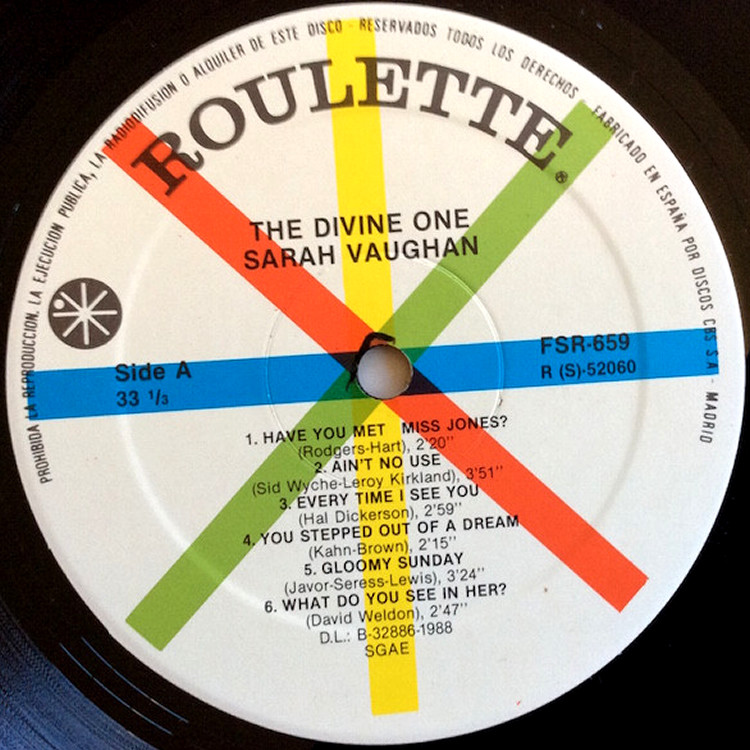 PROHIBIDA LA REPRODUCCION, LA EJECUCION PUBLICA, LA RADIODIFUSION O ALQUILER DE ESTE DISCO - RESERVADOS TODOS LOS DERECHOS - FABRICADO EN ESPAÑA POR DISCOS CBS S.A. - MADRID
ROULETTE®
THE DIVINE ONE
SARAH VAUGHAN
Side A
33 1/3
FSR-659
R (S)-52060
1. HAVE YOU MET MISS JONES?
(Rodgers-Hart), 2'20''
2. AIN'T NO USE
(Sid Wyche-Leroy Kirkland), 3'51''
3. EVERY TIME I SEE YOU
(Hal Dickerson), 2'59''
4. YOU STEPPED OUT OF A DREAM
(Kahn-Brown), 2'15''
5. GLOOMY SUNDAY
(Javor-Seress-Lewis), 3'24''
6. WHAT DO YOU SEE IN HER?
(David Weldon), 2'47''
D.L.: B-32886-1988
SGAE